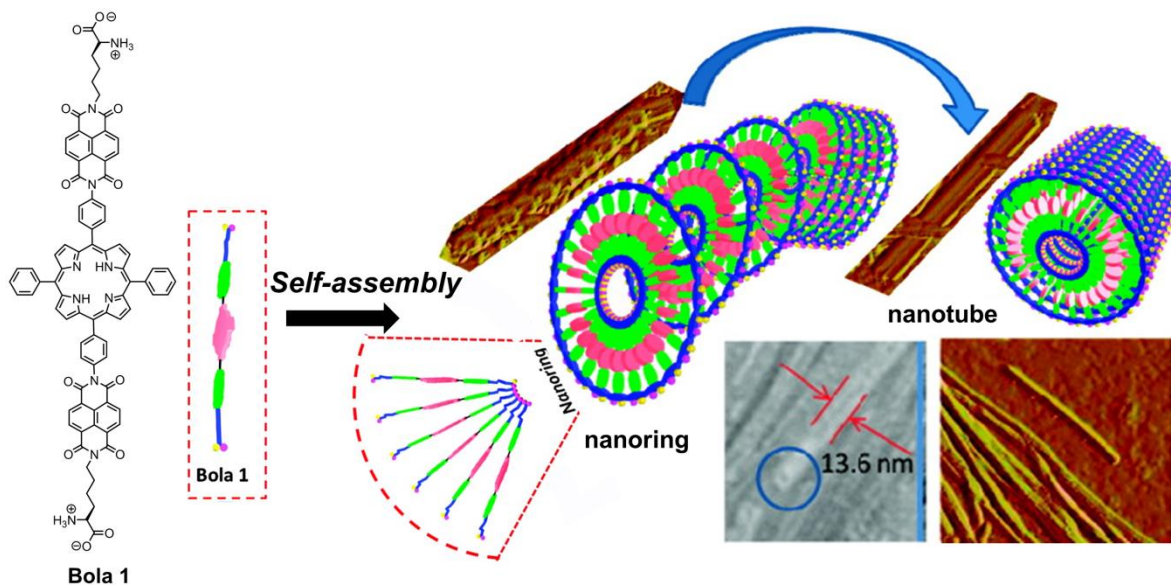 O
O⊖
NH3
⊕
N
O
O
O
O
N
N
HN
NH
N
N
O
O
O
O
N
H3N
⊕
O
⊖O
Bola 1
Bola 1
Self-assembly
Nanoring
nanoring
nanotube
13.6 nm